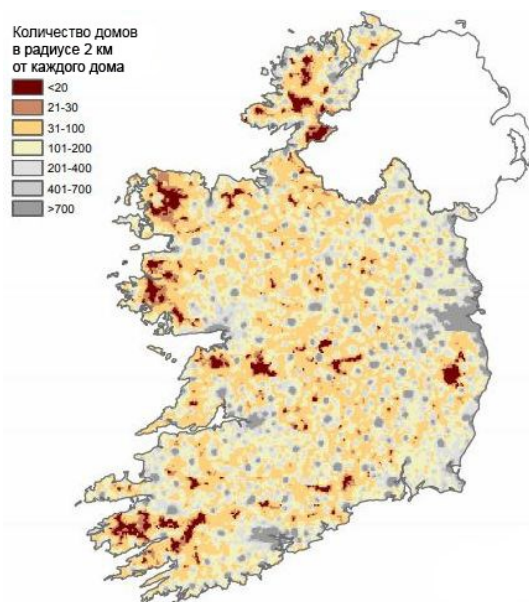 Количество домов
в радиусе 2 км
от каждого дома
<20
21-30
31-100
101-200
201-400
401-700
>700